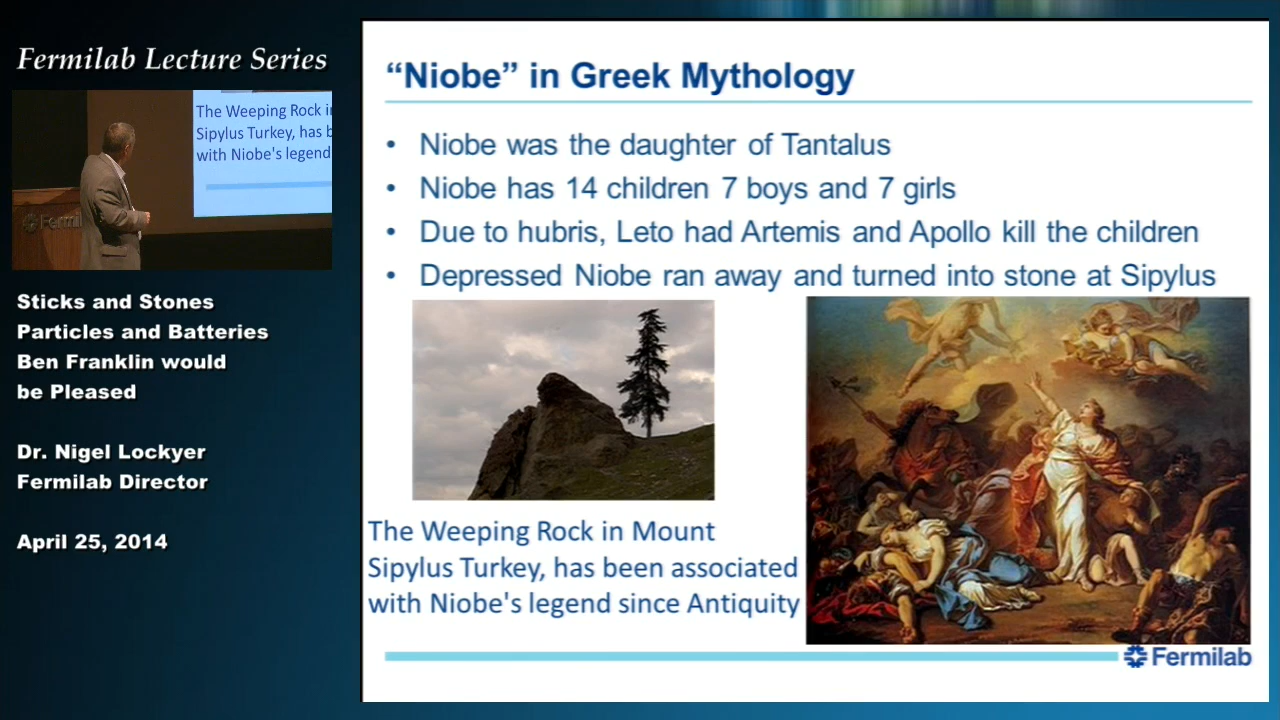 Fermilab Lecture Series
The Weeping Rock i
Sipylus Turkey, has b
with Niobe's legend
Fermil
Sticks and Stones
Particles and Batteries
Ben Franklin would
be Pleased
Dr. Nigel Lockyer
Fermilab Director
April 25, 2014
“Niobe” in Greek Mythology
• Niobe was the daughter of Tantalus
• Niobe has 14 children 7 boys and 7 girls
• Due to hubris, Leto had Artemis and Apollo kill the children
• Depressed Niobe ran away and turned into stone at Sipylus
The Weeping Rock in Mount
Sipylus Turkey, has been associated
with Niobe's legend since Antiquity
Fermilab